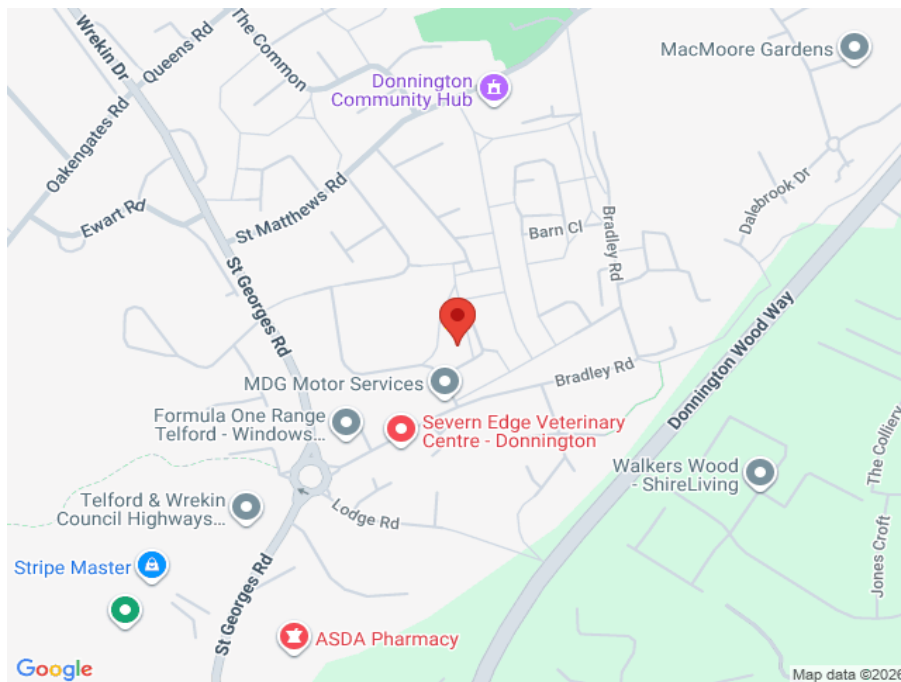 Wrekin Dr
Queens Rd
The Common
Oakengates Rd
Donnington
Community Hub
MacMoore Gardens
Ewart Rd
St Matthews Rd
Barn Cl
Bradley Rd
Dalebrook Dr
St Georges Rd
Donnington Wood Way
MDG Motor Services
Bradley Rd
Formula One Range
Telford - Windows...
Severn Edge Veterinary
Centre - Donnington
Walkers Wood
- ShireLiving
The Colliery
Telford & Wrekin
Council Highways...
Lodge Rd
Jones Croft
Stripe Master
St Georges Rd
ASDA Pharmacy
Google
Map data ©2026